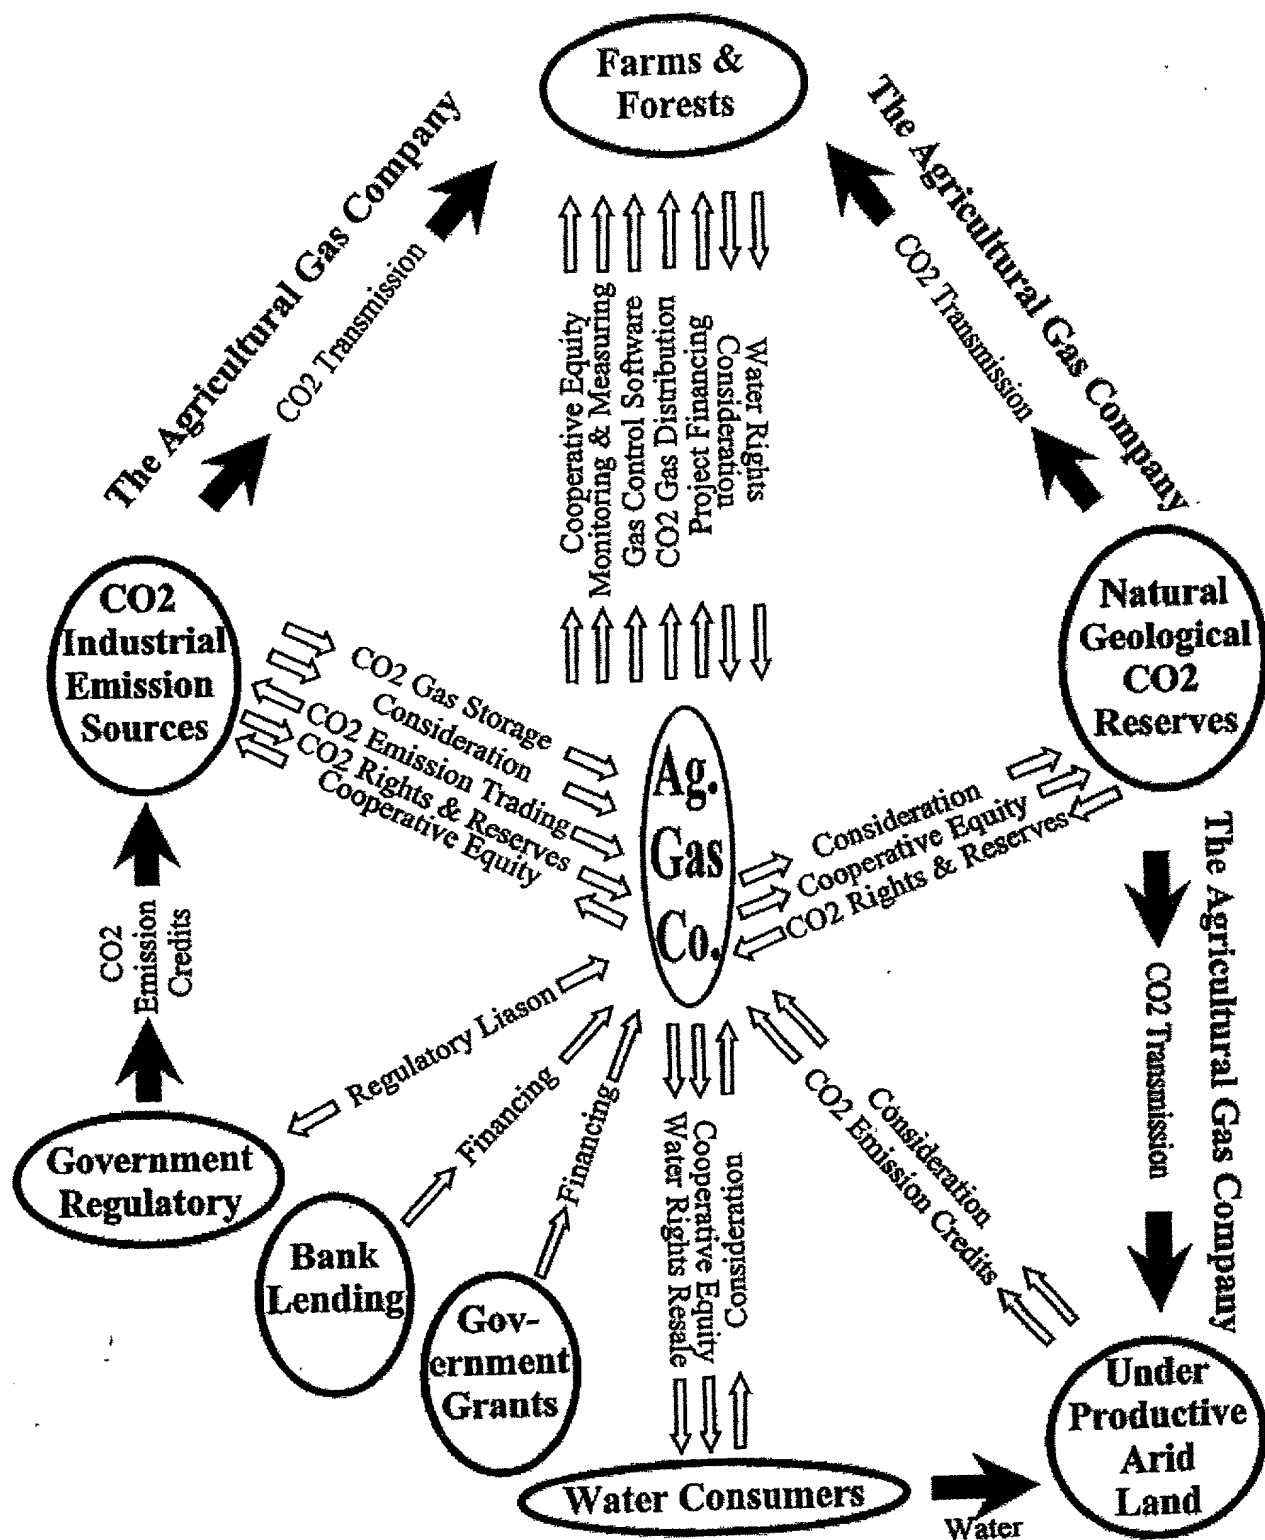 Farms &
Forests
The Agricultural Gas Company
CO2 Transmission
The Agricultural Gas Company
CO2 Transmission
Cooperative Equity
Monitoring & Measuring
Gas Control Software
CO2 Gas Distribution
Project Financing
Consideration
Water Rights
CO2
Industrial
Emission
Sources
Natural
Geological
CO2
Reserves
CO2 Gas Storage
Consideration
CO2 Emission Trading
CO2 Rights & Reserves
Cooperative Equity
Ag.
Gas
Co.
Consideration
Cooperative Equity
CO2 Rights & Reserves
CO2
Emission
Credits
The Agricultural Gas Company
CO2 Transmission
Regulatory Liason
Financing
Financing
Water Rights Resale
Cooperative Equity
Consideration
Consideration
CO2 Emission Credits
Government
Regulatory
Bank
Lending
Gov-
ernment
Grants
Under
Productive
Arid
Land
Water Consumers
Water